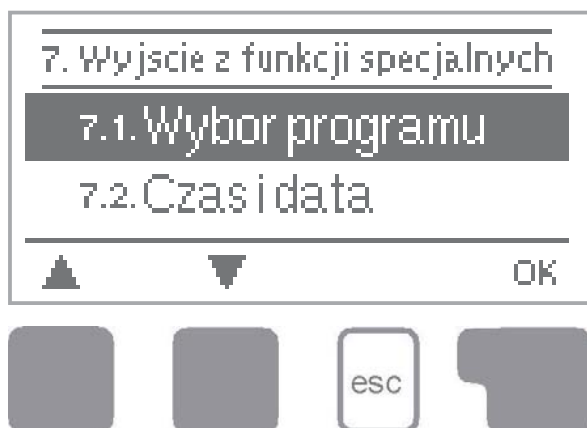 7. Wyjscie z funkcji specjalnych
7.1. Wybor programu
7.2. Czas i data
OK
esc